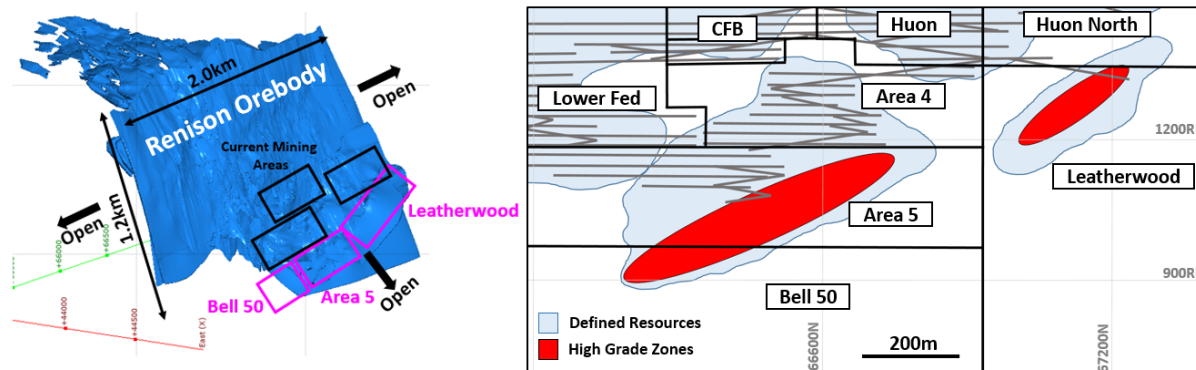 2.0km
Open
Renison Orebody
Current Mining
Areas
1.2km
Open
Leatherwood
Open
Bell 50
Area 5
+66000
+66500
+44000
+44500
East (X)
CFB
Huon
Huon North
Lower Fed
Area 4
1200R
Leatherwood
Area 5
900R
Bell 50
Defined Resources
High Grade Zones
66600N
200m
67200N